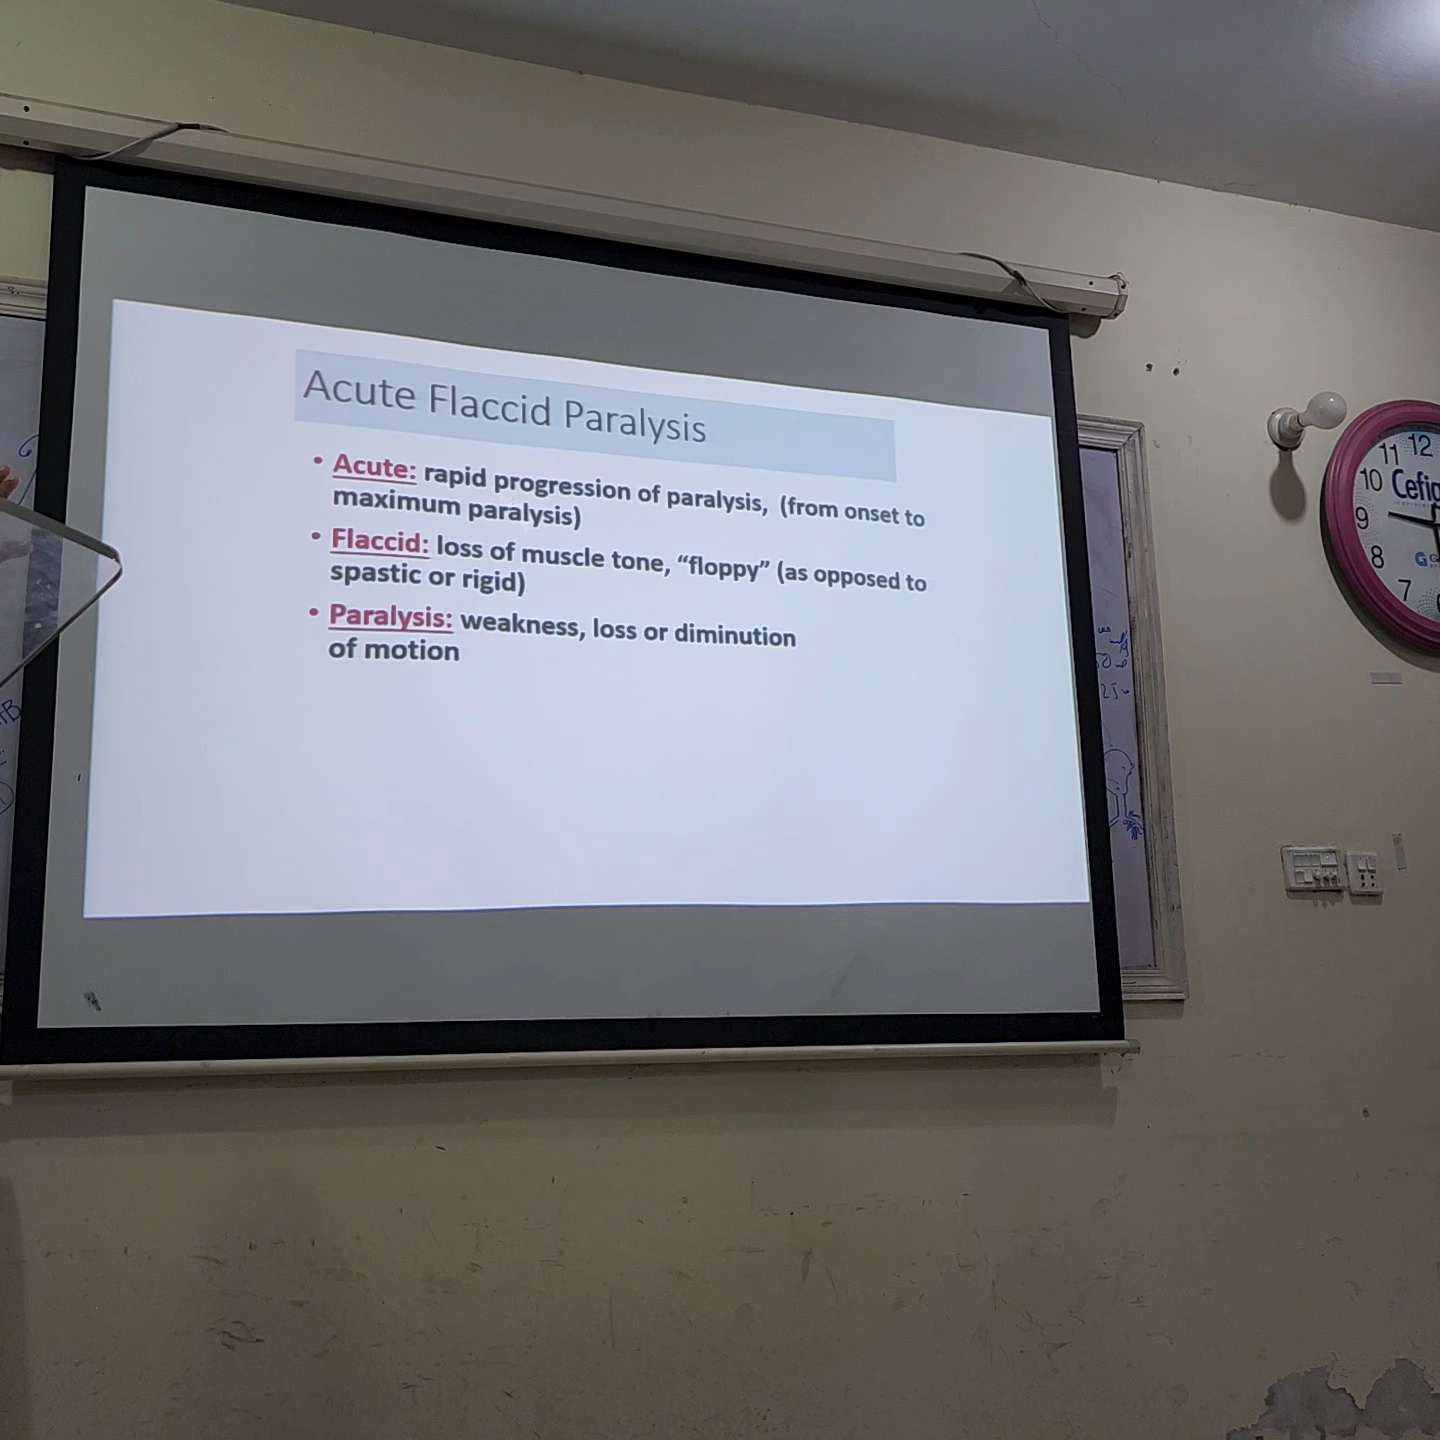 Acute Flaccid Paralysis
• Acute: rapid progression of paralysis, (from onset to
maximum paralysis)
• Flaccid: loss of muscle tone, “floppy” (as opposed to
spastic or rigid)
• Paralysis: weakness, loss or diminution
of motion
12
11
10
9
8
7